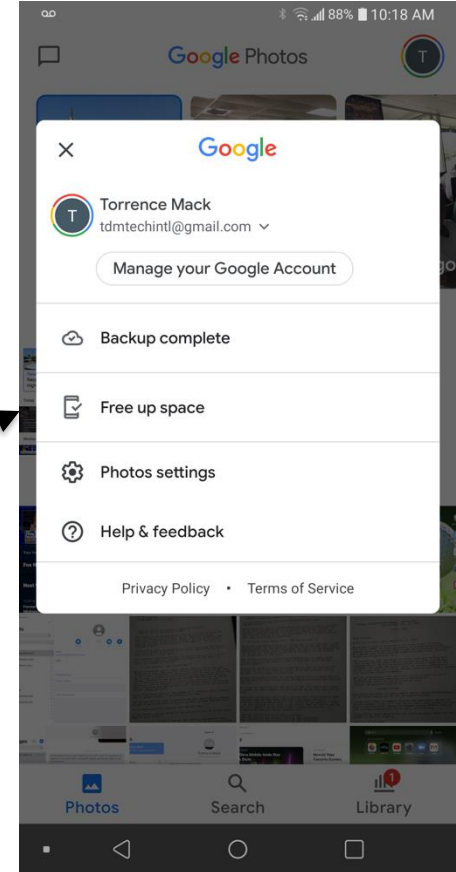 88% 10:18 AM
Google Photos
T
Google
T
Torrence Mack
tdmtechintl@gmail.com
Manage your Google Account
Backup complete
Free up space
Photos settings
Help & feedback
Privacy Policy • Terms of Service
1
Photos
Search
Library